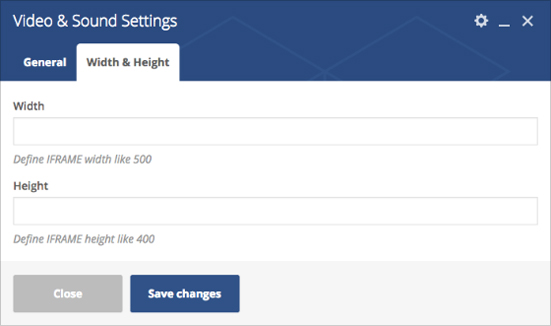 Video & Sound Settings
General Width & Height
Width
Define IFRAME width like 500
Height
Define IFRAME height like 400
Close Save changes